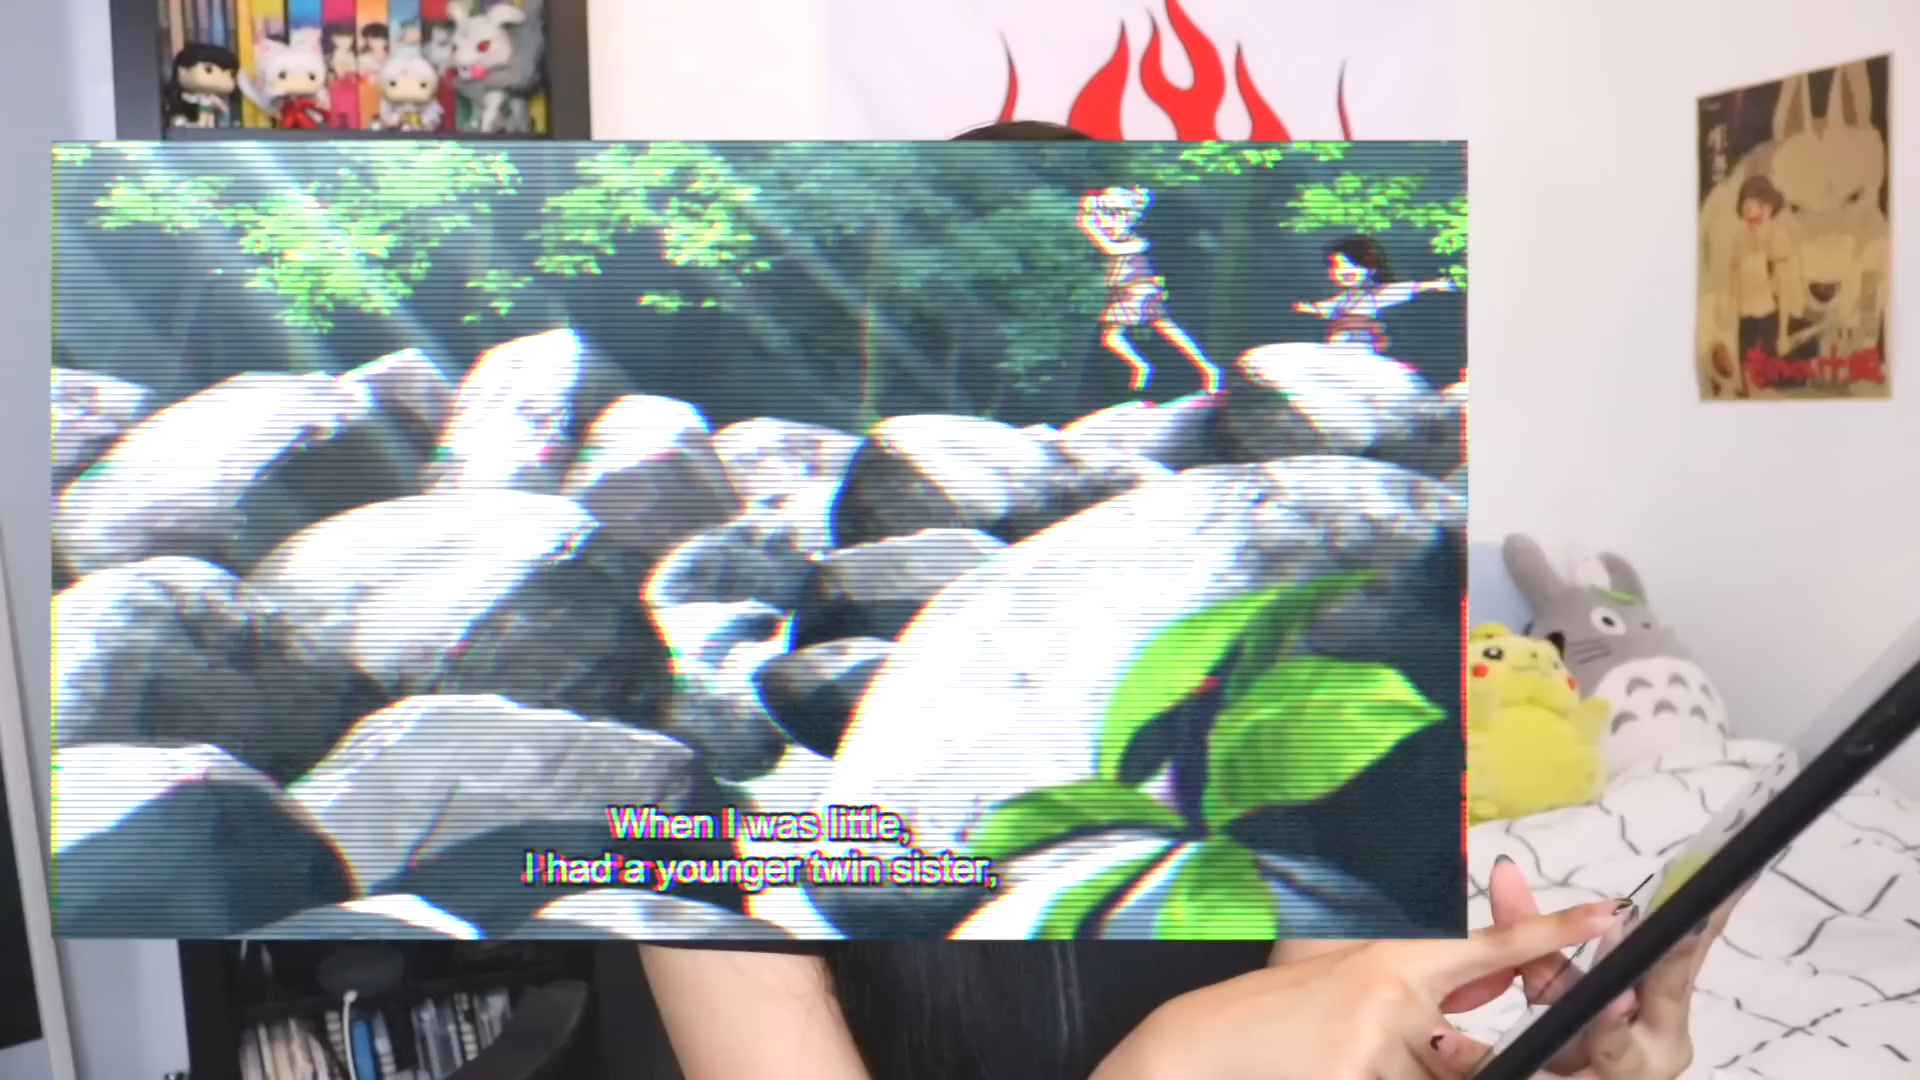 When I was little,
I had a younger twin sister,